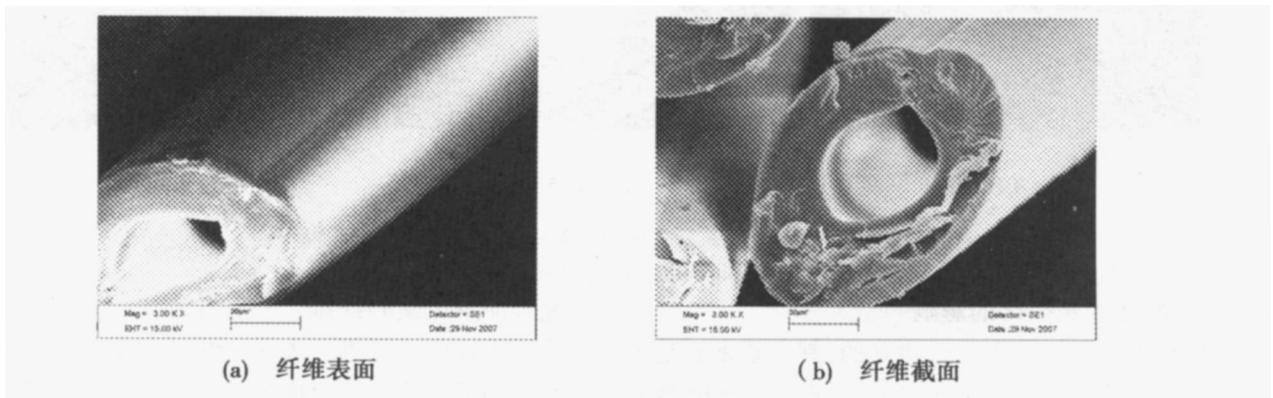 Mag = 3.00 K X
20μm
Detector = SE1
EHT = 15.00 kV
Date :29 Nov 2007
Mag = 3.00 K X
Detector = SE1
EHT = 15.00 kV
Date :29 Nov 2007
(a) 纤维表面
(b) 纤维截面